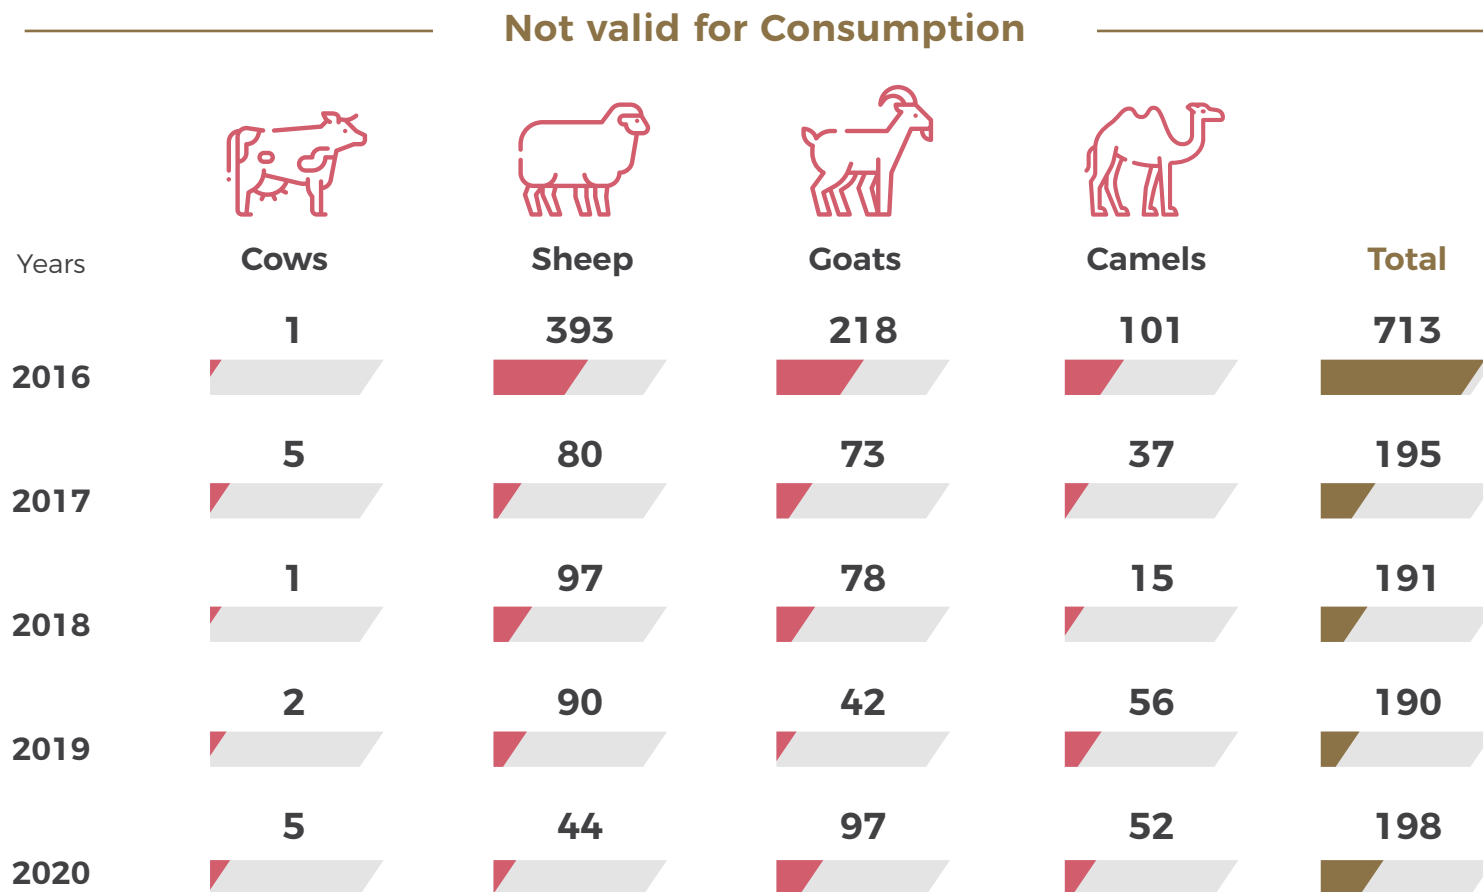 Not valid for Consumption
Years Cows Sheep Goats Camels Total
1 393 218 101 713
2016
5 80 73 37 195
2017
1 97 78 15 191
2018
2 90 42 56 190
2019
5 44 97 52 198
2020